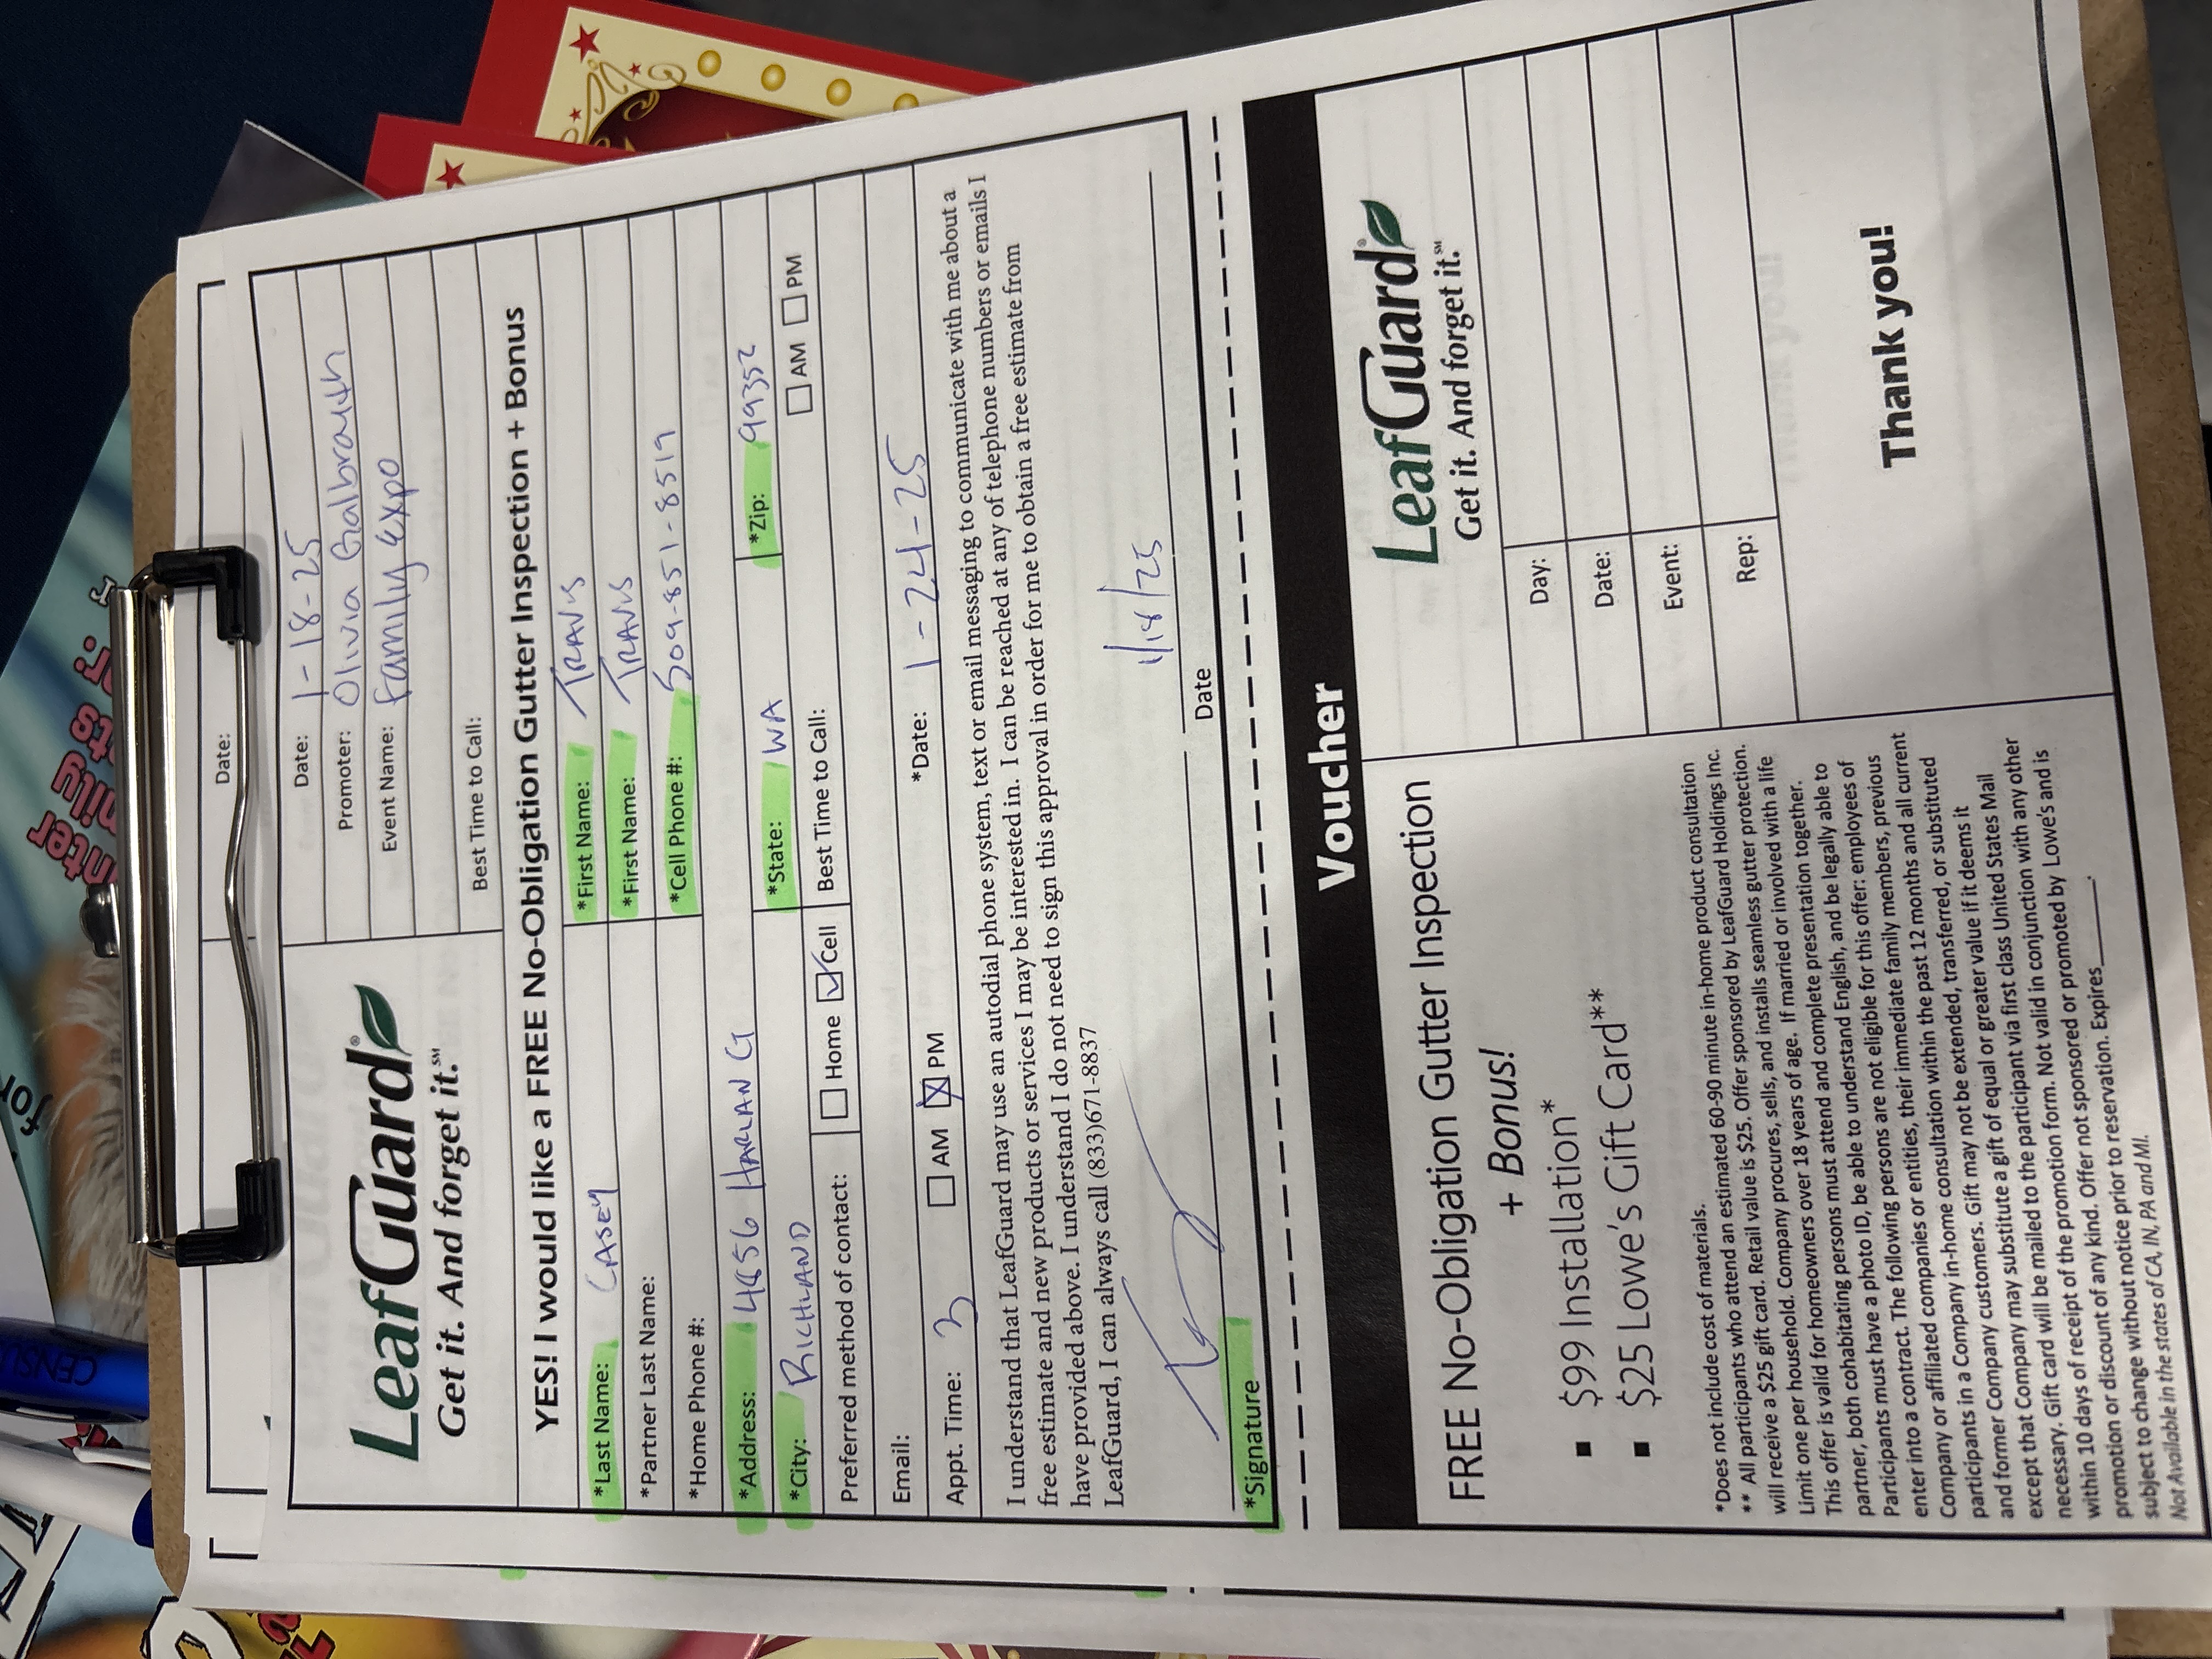 CENSU
for
nter
mily
ts
r:
r
Date:
LeafGuard®
Get it. And forget it.℠
Date: 1-18-25
Promoter: Olivia Galbraith
Event Name: Family Expo
Best Time to Call:
YES! I would like a FREE No-Obligation Gutter Inspection + Bonus
*Last Name: CASEY *First Name: TRAVIS
*Partner Last Name: *First Name: TRAVIS
*Home Phone #: *Cell Phone #: 509-851-8519
*Address: 4856 HARLAN CT
*City: RICHLAND *State: WA *Zip: 99352
Preferred method of contact: Home Cell Best Time to Call: AM PM
Email:
Appt. Time: 3 AM PM *Date: 1-24-25
I understand that LeafGuard may use an autodial phone system, text or email messaging to communicate with me about a
free estimate and new products or services I may be interested in. I can be reached at any of telephone numbers or emails I
have provided above. I understand I do not need to sign this approval in order for me to obtain a free estimate from
LeafGuard, I can always call (833)671-8837
1/18/25
*Signature Date
Voucher
FREE No-Obligation Gutter Inspection
+ Bonus!
▪ $99 Installation*
▪ $25 Lowe's Gift Card**
*Does not include cost of materials.
** All participants who attend an estimated 60-90 minute in-home product consultation
will receive a $25 gift card. Retail value is $25. Offer sponsored by LeafGuard Holdings Inc.
Limit one per household. Company procures, sells, and installs seamless gutter protection.
This offer is valid for homeowners over 18 years of age. If married or involved with a life
partner, both cohabitating persons must attend and complete presentation together.
Participants must have a photo ID, be able to understand English, and be legally able to
enter into a contract. The following persons are not eligible for this offer: employees of
Company or affiliated companies or entities, their immediate family members, previous
participants in a Company in-home consultation within the past 12 months and all current
and former Company customers. Gift may not be extended, transferred, or substituted
except that Company may substitute a gift of equal or greater value if it deems it
necessary. Gift card will be mailed to the participant via first class United States Mail
within 10 days of receipt of the promotion form. Not valid in conjunction with any other
promotion or discount of any kind. Offer not sponsored or promoted by Lowe's and is
subject to change without notice prior to reservation. Expires________.
Not Available in the states of CA, IN, PA and MI.
LeafGuard®
Get it. And forget it.℠
Day:
Date:
Event:
Rep:
Thank you!